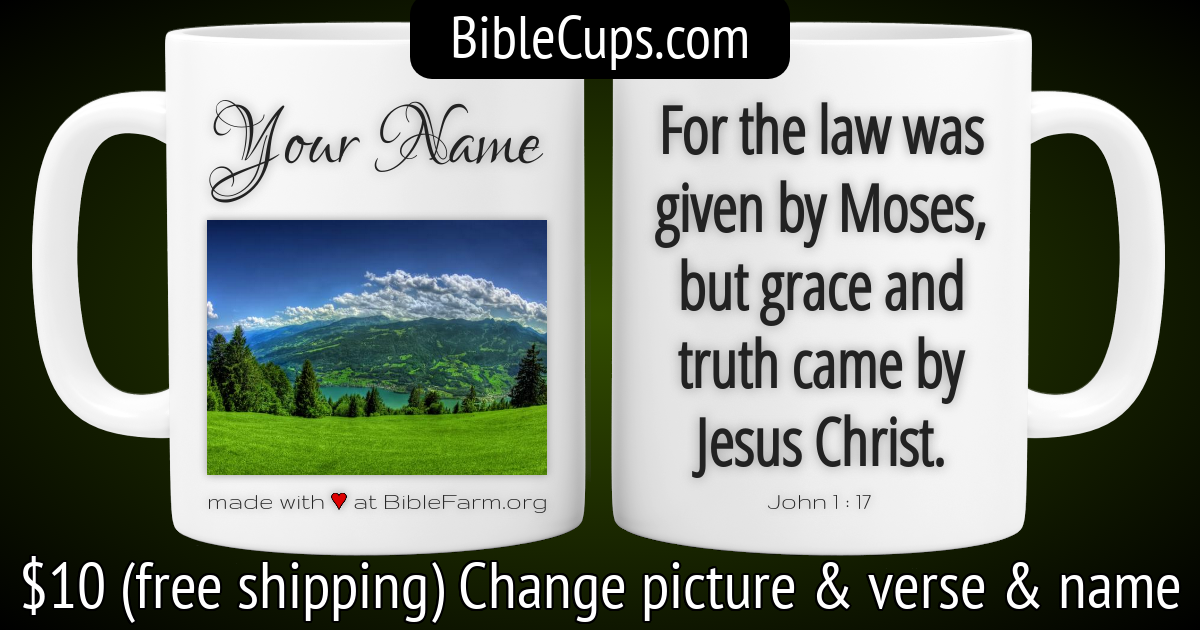 BibleCups.com
Your Name
made with ♥ at BibleFarm.org
For the law was
given by Moses,
but grace and
truth came by
Jesus Christ.
John 1 : 17
$10 (free shipping) Change picture & verse & name